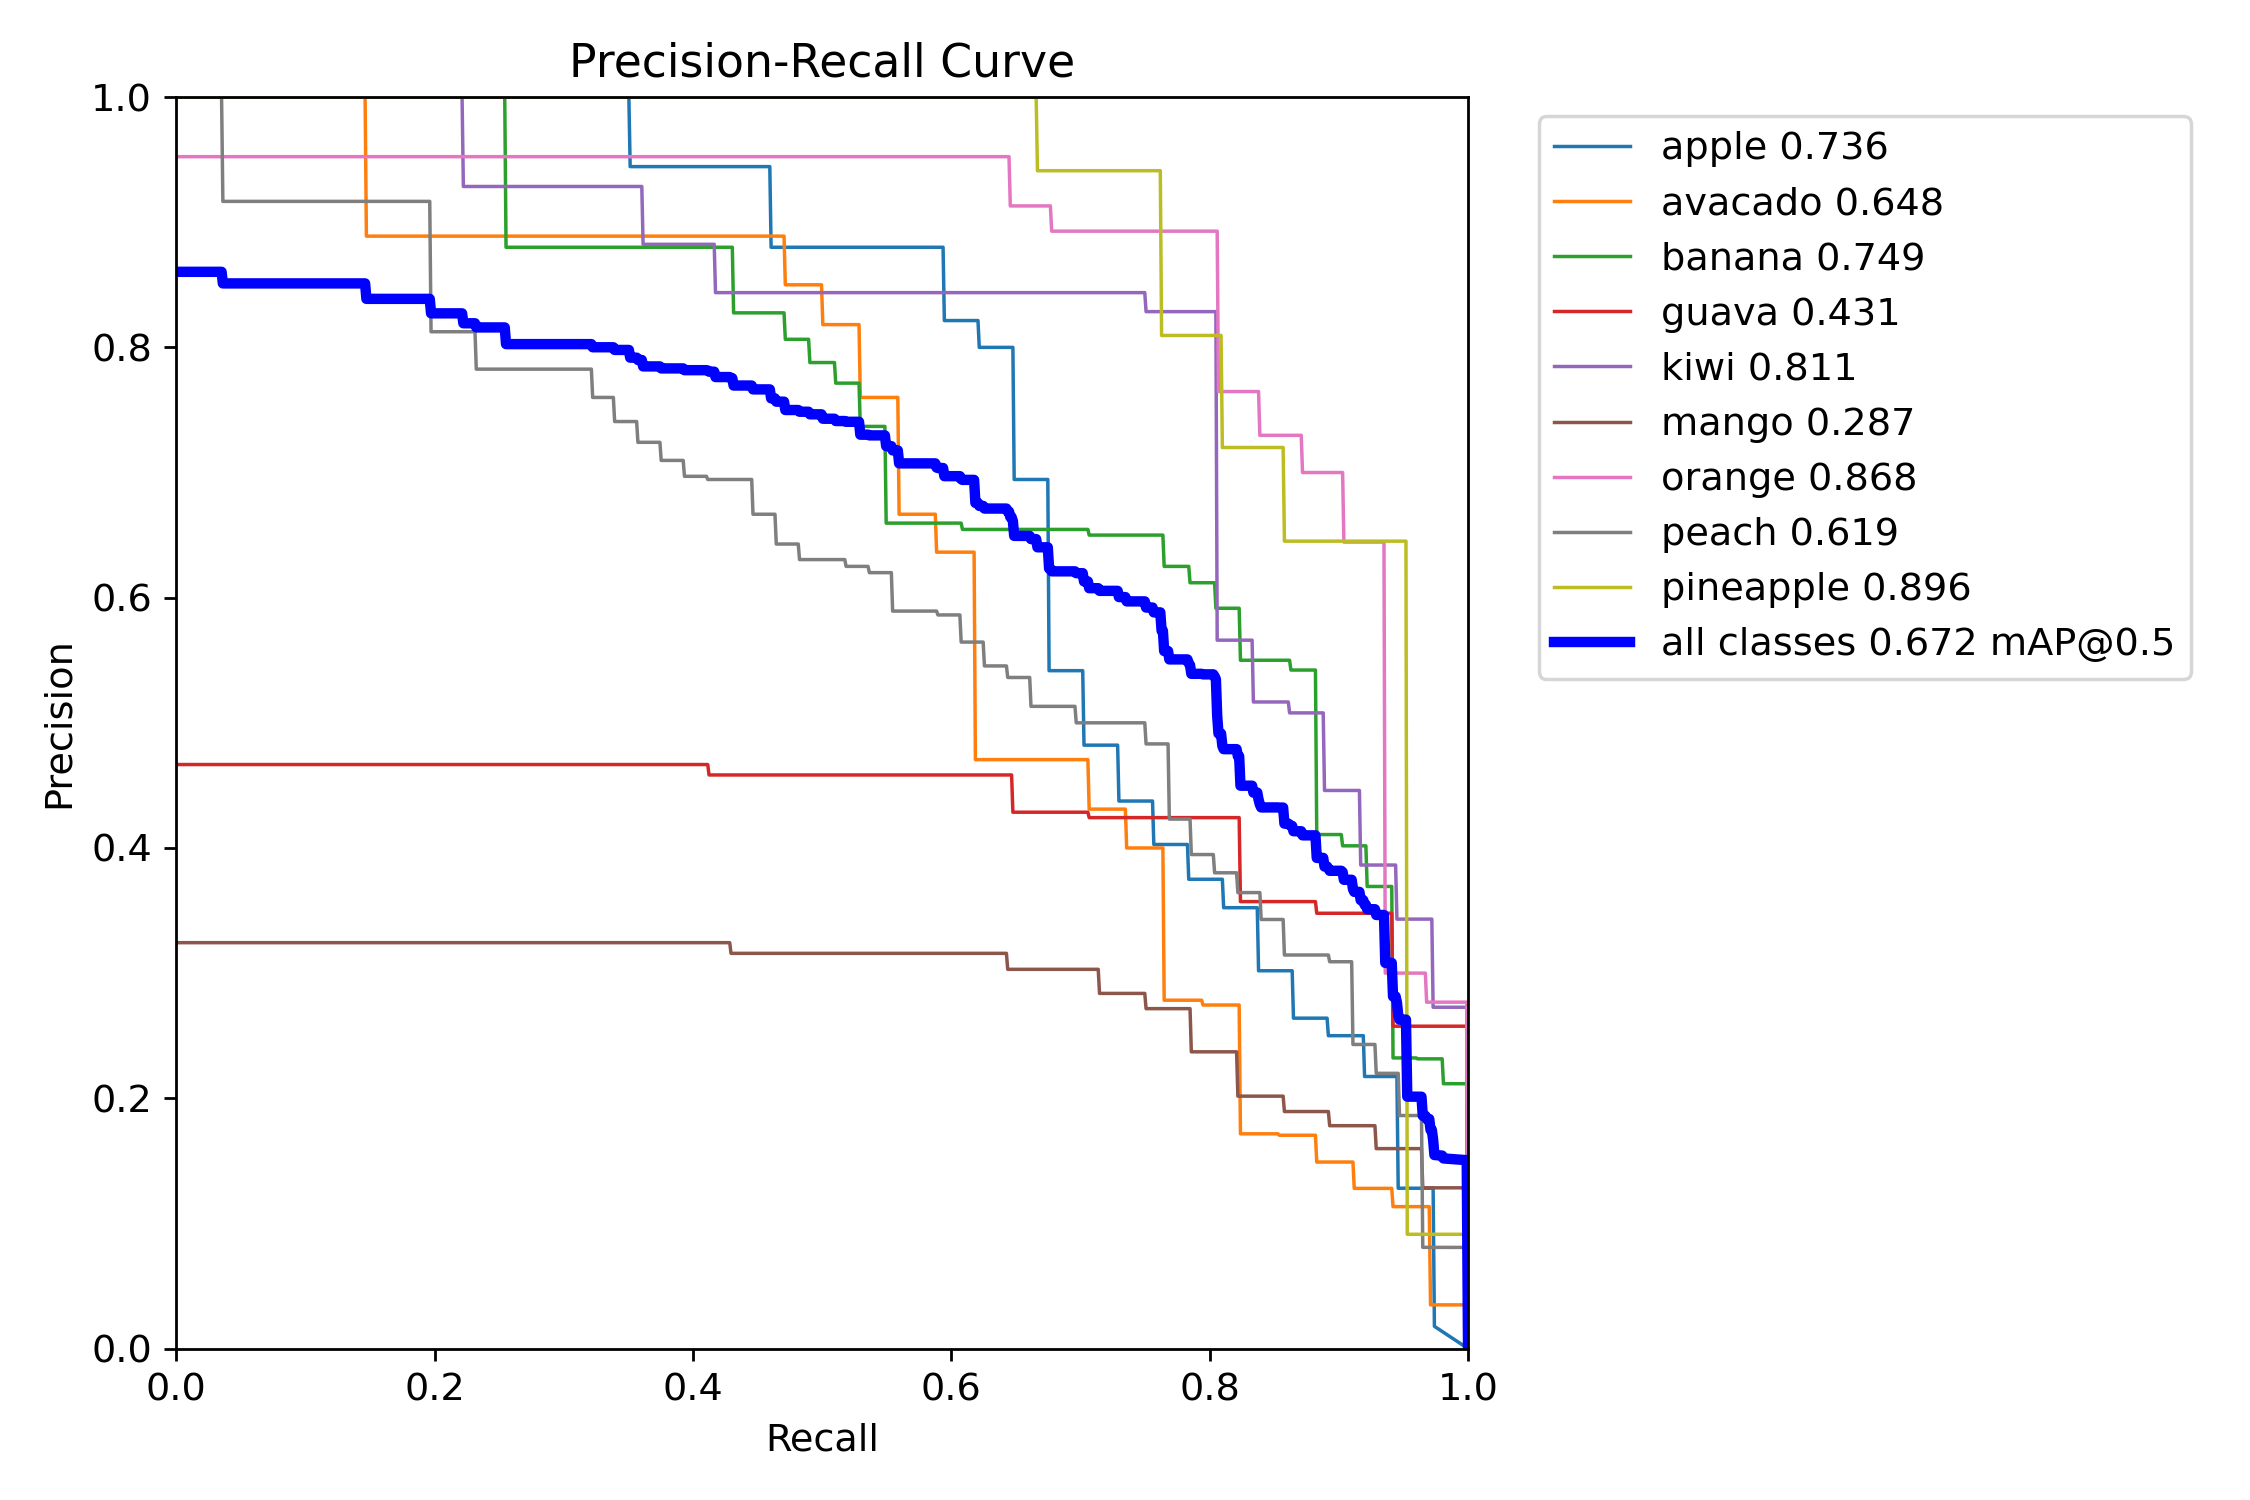 Precision-Recall Curve
1.0
0.8
0.6
0.4
0.2
0.0
Precision
0.0 0.2 0.4 0.6 0.8 1.0
Recall
apple 0.736
avacado 0.648
banana 0.749
guava 0.431
kiwi 0.811
mango 0.287
orange 0.868
peach 0.619
pineapple 0.896
all classes 0.672 mAP@0.5